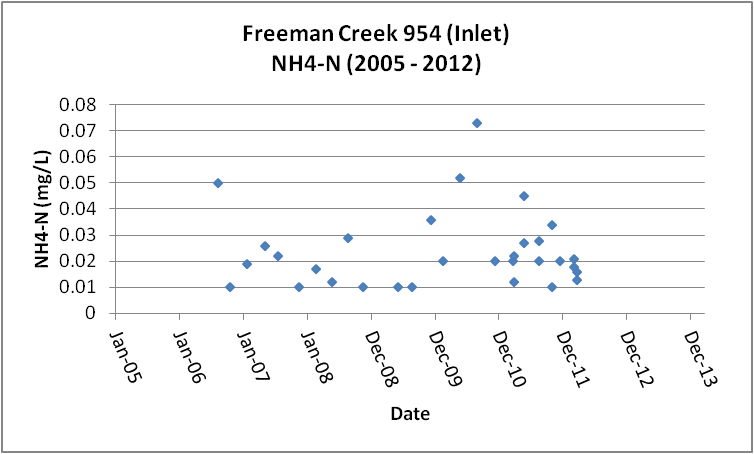 Freeman Creek 954 (Inlet)
NH4-N (2005 - 2012)
NH4-N (mg/L)
0.08
0.07
0.06
0.05
0.04
0.03
0.02
0.01
0
Jan-05
Jan-06
Jan-07
Jan-08
Dec-08
Dec-09
Dec-10
Dec-11
Dec-12
Dec-13
Date